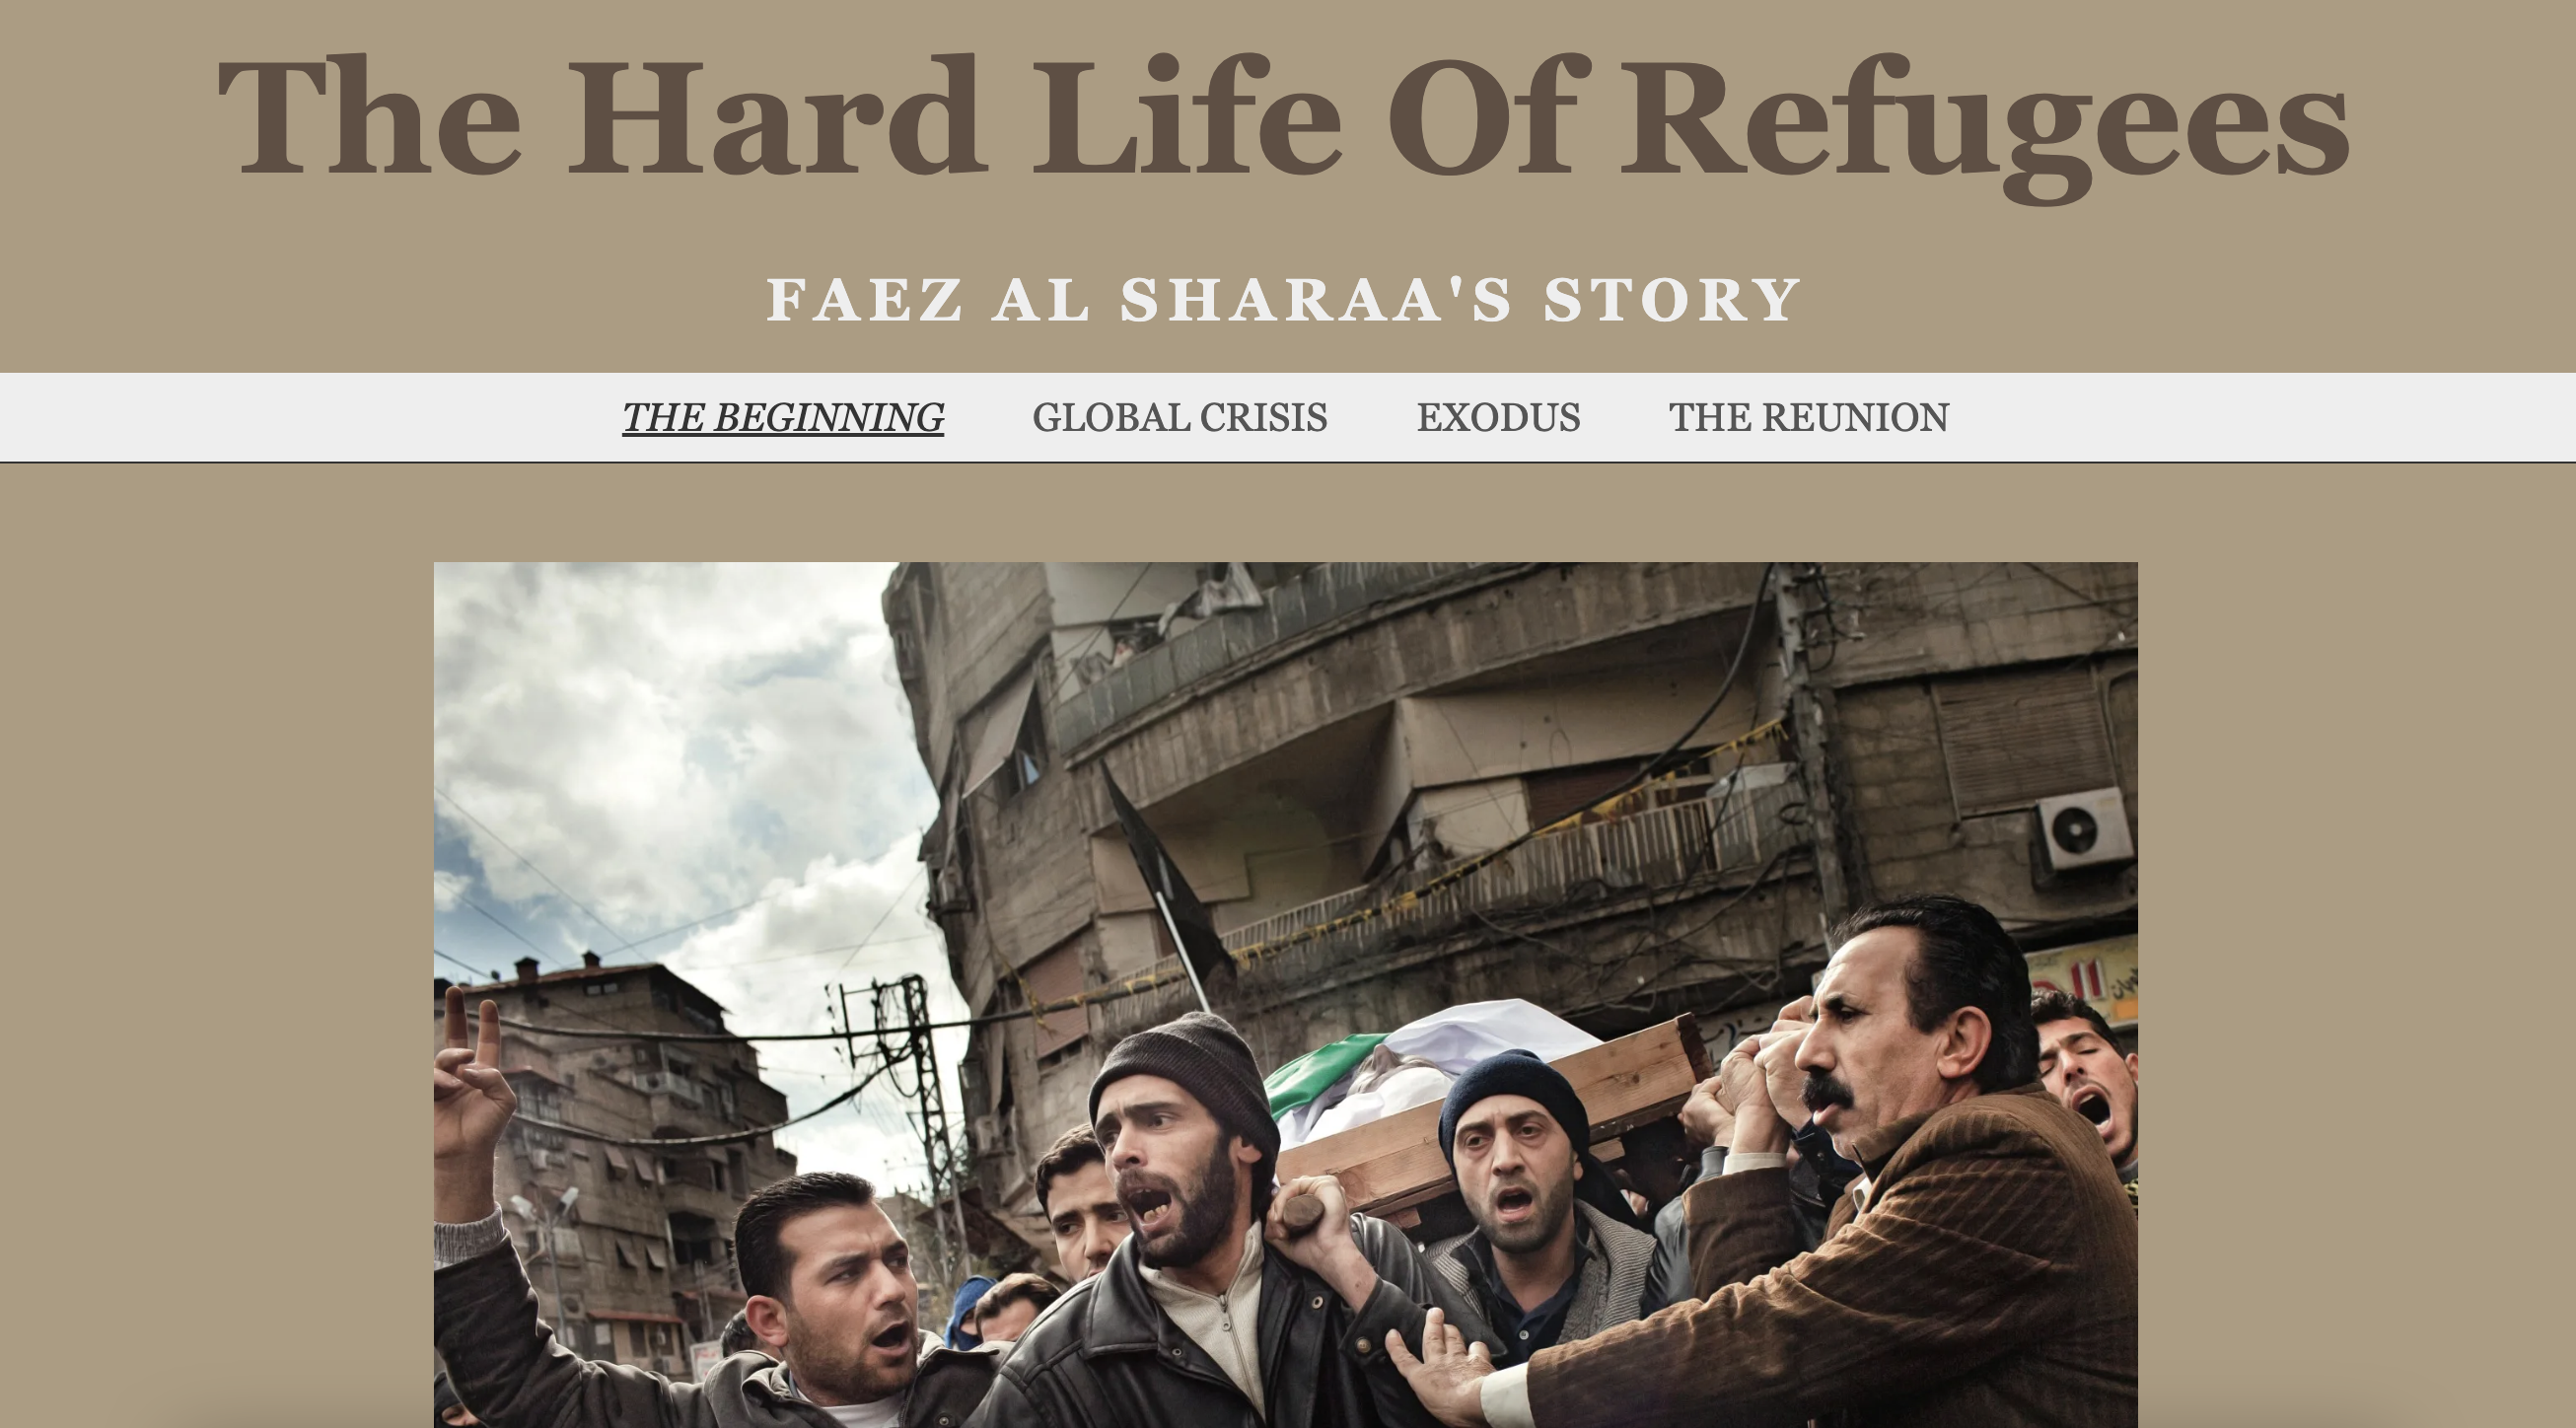 The Hard Life Of Refugees
FAEZ AL SHARAA'S STORY
THE BEGINNING GLOBAL CRISIS EXODUS THE REUNION